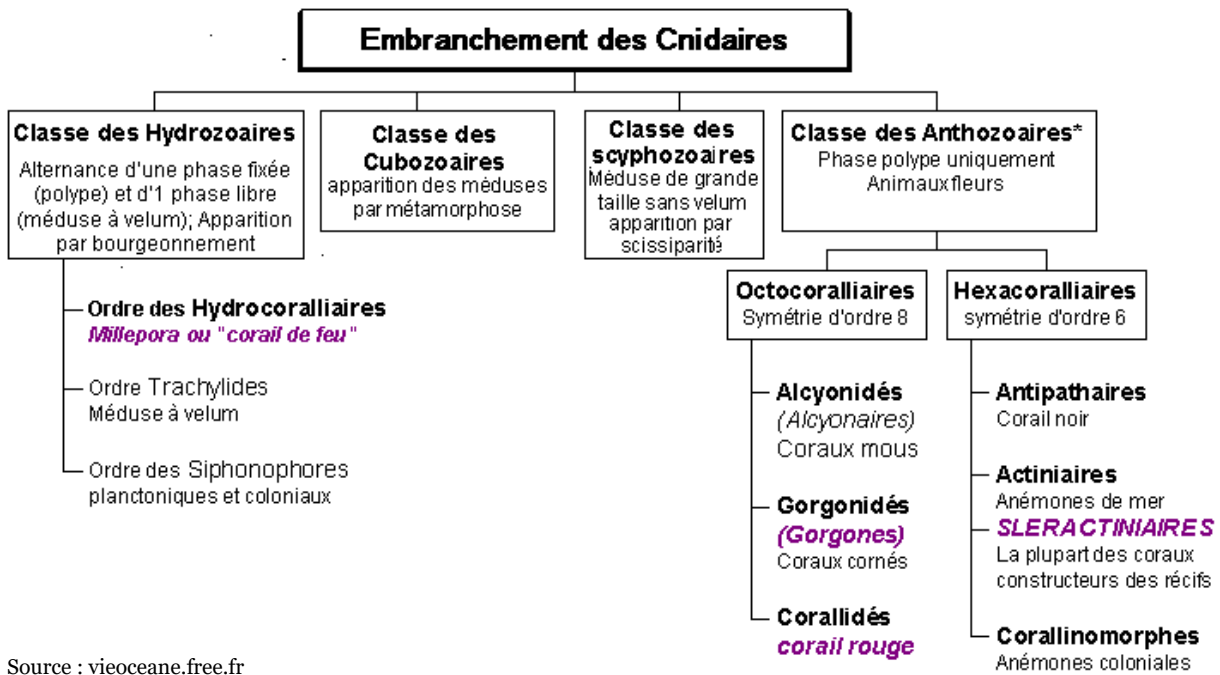 Embranchement des Cnidaires
Classe des Hydrozoaires
Alternance d'une phase fixée
(polype) et d'1 phase libre
(méduse à velum); Apparition
par bourgeonnement
Classe des
Cubozoaires
apparition des méduses
par métamorphose
Classe des
scyphozoaires
Méduse de grande
taille sans velum
apparition par
scissiparité
Classe des Anthozoaires*
Phase polype uniquement
Animaux fleurs
Ordre des Hydrocoralliaires
Millepora ou "corail de feu"
Ordre Trachylides
Méduse à velum
Ordre des Siphonophores
planctoniques et coloniaux
Octocoralliaires
Symétrie d'ordre 8
Alcyonidés
(Alcyonaires)
Coraux mous
Gorgonidés
(Gorgones)
Coraux cornés
Corallidés
corail rouge
Hexacoralliaires
symétrie d'ordre 6
Antipathaires
Corail noir
Actiniaires
Anémones de mer
SLERACTINIAIRES
La plupart des coraux
constructeurs des récifs
Corallinomorphes
Anémones coloniales
Source : vieoceane.free.fr